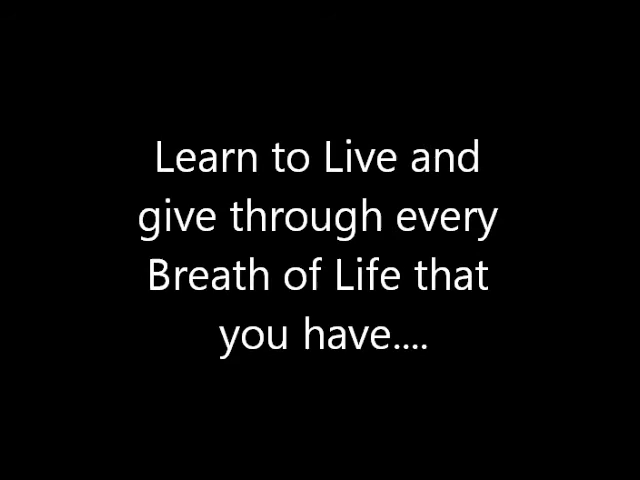 Learn to Live and
give through every
Breath of Life that
you have....